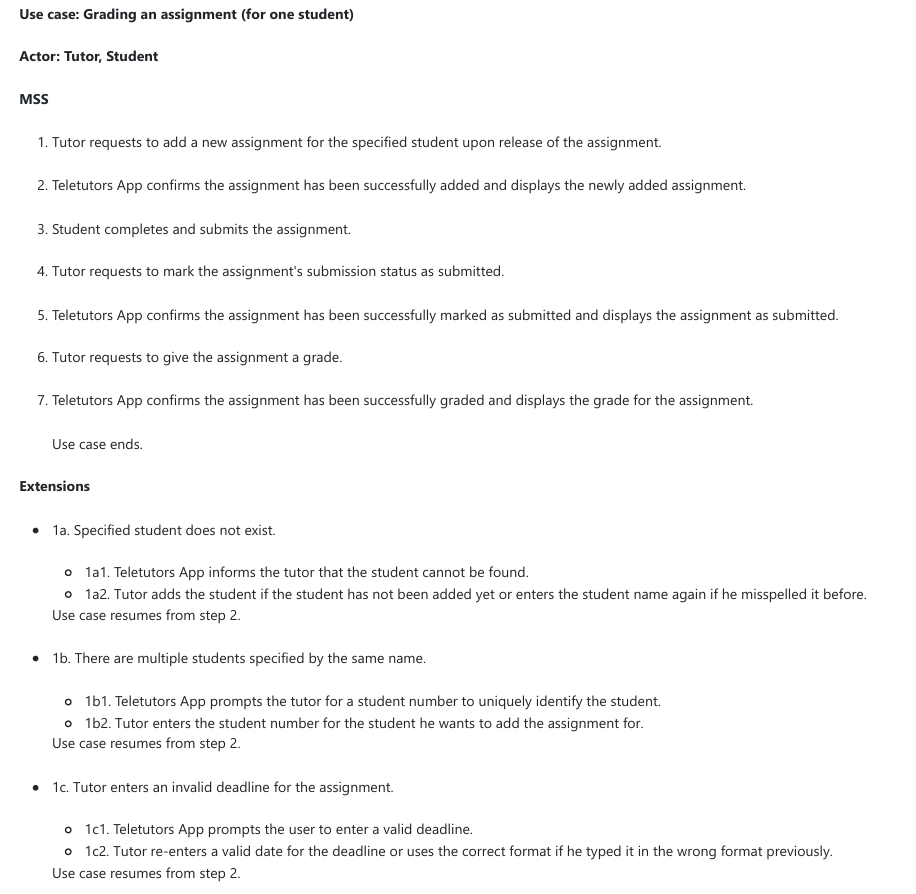 Use case: Grading an assignment (for one student)
Actor: Tutor, Student
MSS
1. Tutor requests to add a new assignment for the specified student upon release of the assignment.
2. Teletutors App confirms the assignment has been successfully added and displays the newly added assignment.
3. Student completes and submits the assignment.
4. Tutor requests to mark the assignment's submission status as submitted.
5. Teletutors App confirms the assignment has been successfully marked as submitted and displays the assignment as submitted.
6. Tutor requests to give the assignment a grade.
7. Teletutors App confirms the assignment has been successfully graded and displays the grade for the assignment.
Use case ends.
Extensions
• 1a. Specified student does not exist.
○ 1a1. Teletutors App informs the tutor that the student cannot be found.
○ 1a2. Tutor adds the student if the student has not been added yet or enters the student name again if he misspelled it before.
Use case resumes from step 2.
• 1b. There are multiple students specified by the same name.
○ 1b1. Teletutors App prompts the tutor for a student number to uniquely identify the student.
○ 1b2. Tutor enters the student number for the student he wants to add the assignment for.
Use case resumes from step 2.
• 1c. Tutor enters an invalid deadline for the assignment.
○ 1c1. Teletutors App prompts the user to enter a valid deadline.
○ 1c2. Tutor re-enters a valid date for the deadline or uses the correct format if he typed it in the wrong format previously.
Use case resumes from step 2.